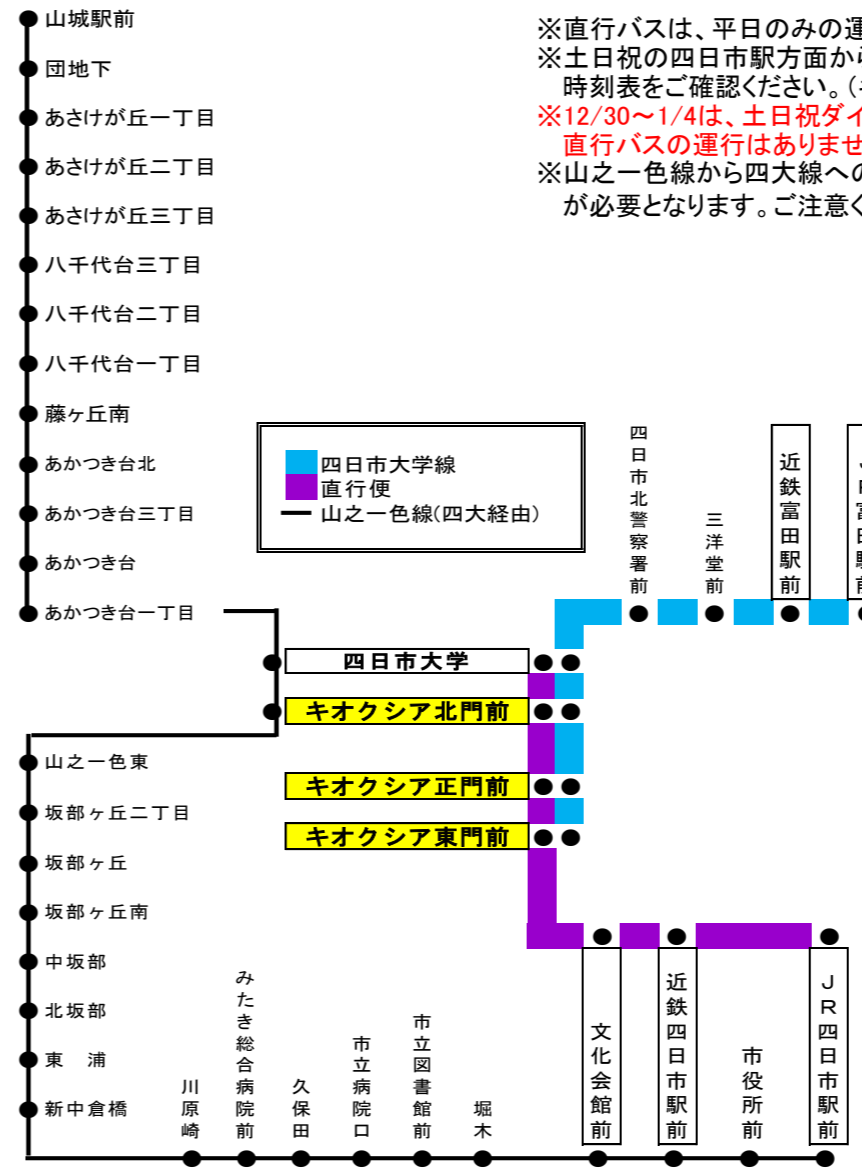 山城駅前
団地下
あさけが丘一丁目
あさけが丘二丁目
あさけが丘三丁目
八千代台三丁目
八千代台二丁目
八千代台一丁目
藤ヶ丘南
あかつき台北
あかつき台三丁目
あかつき台
あかつき台一丁目
※直行バスは、平日のみの運
※土日祝の四日市駅方面から
時刻表をご確認ください。(
※12/30～1/4は、土日祝ダイ
直行バスの運行はありませ
※山之一色線から四大線への
が必要となります。ご注意く
四日市大学線
直行便
山之一色線(四大経由)
四日市北警察署前
三洋堂前
近鉄富田駅前
JR富田駅前
四日市大学
キオクシア北門前
キオクシア正門前
キオクシア東門前
山之一色東
坂部ヶ丘二丁目
坂部ヶ丘
坂部ヶ丘南
中坂部
北坂部
東　浦
新中倉橋
川原崎
みたき総合病院前
久保田
市立病院口
市立図書館前
堀木
文化会館前
近鉄四日市駅前
市役所前
JR四日市駅前